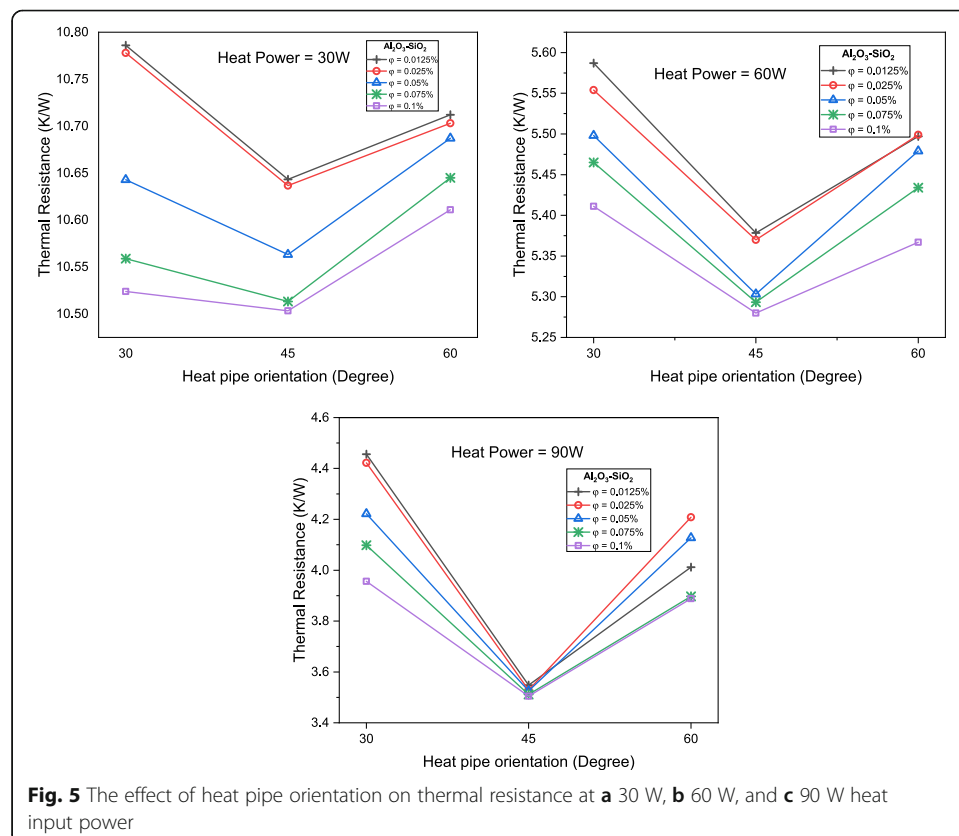 Heat Power = 30W
Al₂O₃-SiO₂
φ = 0.0125%
φ = 0.025%
φ = 0.05%
φ = 0.075%
φ = 0.1%
Thermal Resistance (K/W)
10.80
10.75
10.70
10.65
10.60
10.55
10.50
30
45
60
Heat pipe orientation (Degree)
Heat Power = 60W
Al₂O₃-SiO₂
φ = 0.0125%
φ = 0.025%
φ = 0.05%
φ = 0.075%
φ = 0.1%
Thermal Resistance (K/W)
5.60
5.55
5.50
5.45
5.40
5.35
5.30
5.25
30
45
60
Heat pipe orientation (Degree)
Heat Power = 90W
Al₂O₃-SiO₂
φ = 0.0125%
φ = 0.025%
φ = 0.05%
φ = 0.075%
φ = 0.1%
Thermal Resistance (K/W)
4.6
4.4
4.2
4.0
3.8
3.6
3.4
30
45
60
Heat pipe orientation (Degree)
Fig. 5 The effect of heat pipe orientation on thermal resistance at a 30 W, b 60 W, and c 90 W heat
input power